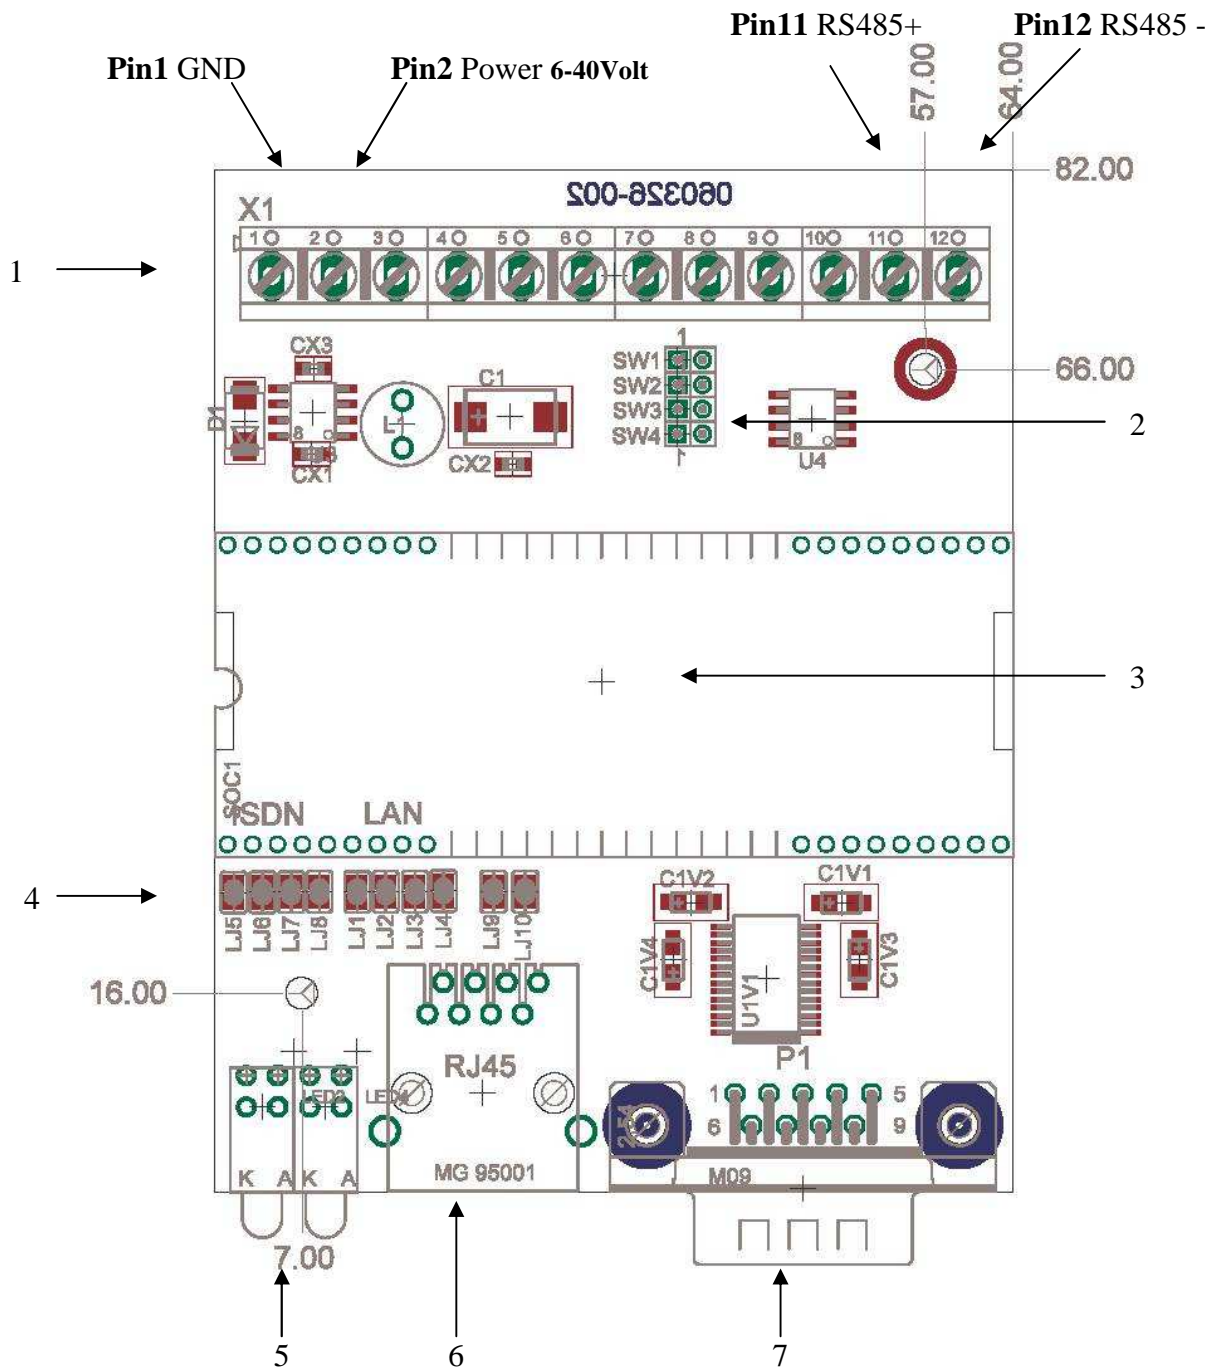 Pin11 RS485+ Pin12 RS485 -
Pin1 GND Pin2 Power 6-40Volt
57.00 64.00
82.00
060326-002
X1
1 2 3 4 5 6 7 8 9 10 11 12
1
CX3
C1
1
SW1
SW2
SW3
SW4
1
66.00
D1
L1
8
CX1
CX2
8
U4
2
3
SOC1
ISDN LAN
4
LJ5 LJ6 LJ7 LJ8 LJ1 LJ2 LJ3 LJ4 LJ9 LJ10
C1V2 C1V1
C1V4 U1V1 C1V3
16.00
RJ45
P1
LED2
1 5
6 9
2.54
K A K A
MG 95001
M09
7.00
5 6 7